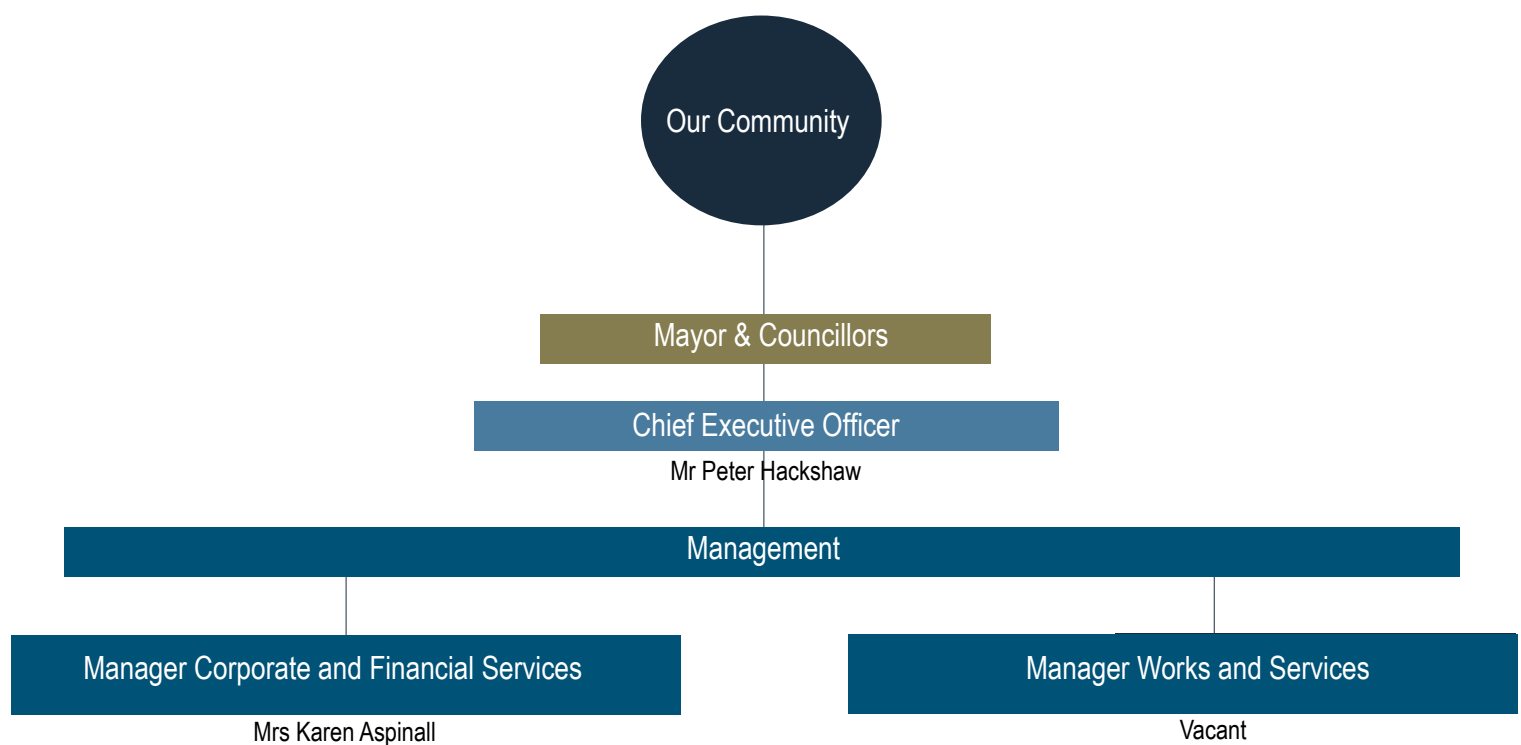 Our Community
Mayor & Councillors
Chief Executive Officer
Mr Peter Hackshaw
Management
Manager Corporate and Financial Services
Mrs Karen Aspinall
Manager Works and Services
Vacant